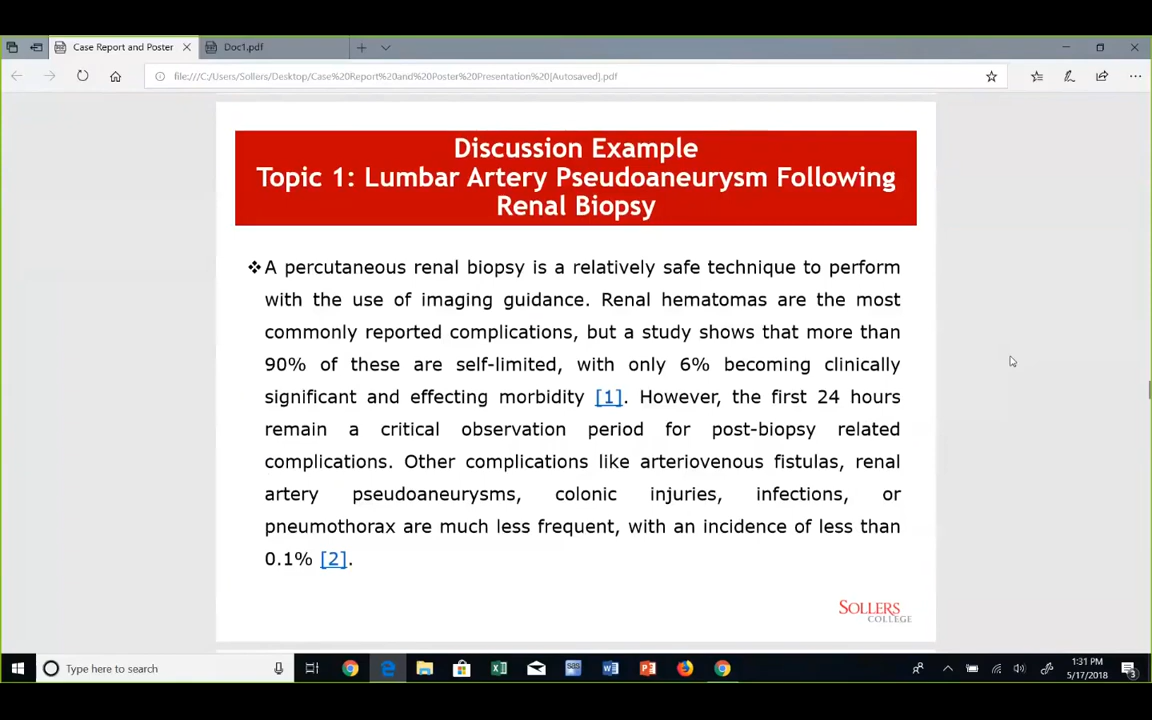 Case Report and Poster
Doc1.pdf
file:///C:/Users/Sollers/Desktop/Case%20Report%20and%20Poster%20Presentation%20[Autosaved].pdf
Discussion Example
Topic 1: Lumbar Artery Pseudoaneurysm Following
Renal Biopsy
❖A percutaneous renal biopsy is a relatively safe technique to perform
with the use of imaging guidance. Renal hematomas are the most
commonly reported complications, but a study shows that more than
90% of these are self-limited, with only 6% becoming clinically
significant and effecting morbidity [1]. However, the first 24 hours
remain a critical observation period for post-biopsy related
complications. Other complications like arteriovenous fistulas, renal
artery pseudoaneurysms, colonic injuries, infections, or
pneumothorax are much less frequent, with an incidence of less than
0.1% [2].
SOLLERS
COLLEGE
Type here to search
1:31 PM
5/17/2018
3